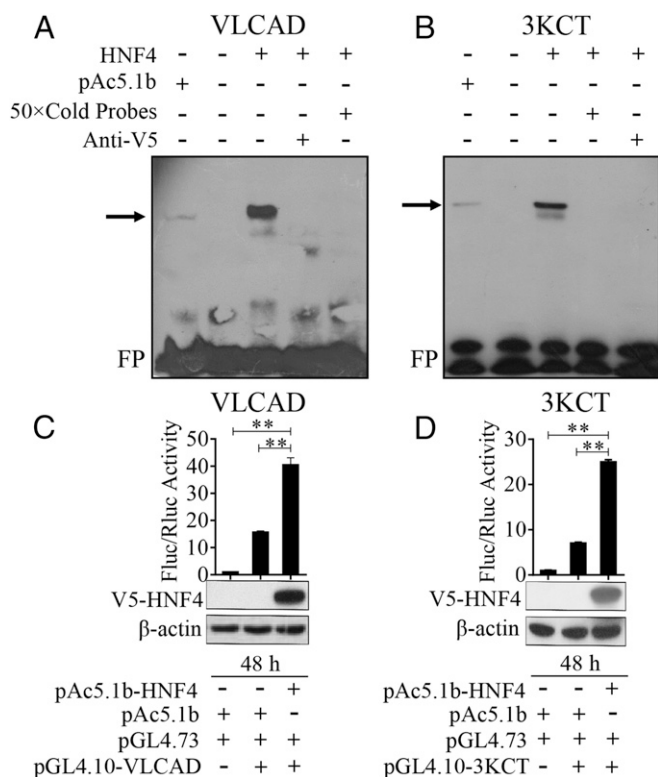 A VLCAD
HNF4 - - + + +
pAc5.1b + - - - -
50×Cold Probes - - - - +
Anti-V5 - - - + -
FP
B 3KCT
- - + + +
+ - - - -
- - - + -
- - - - +
FP
C VLCAD
Fluc/Rluc Activity
50
40
30
20
10
0
**
**
V5-HNF4
β-actin
48 h
pAc5.1b-HNF4 - - +
pAc5.1b + + -
pGL4.73 + + +
pGL4.10-VLCAD - + +
D 3KCT
Fluc/Rluc Activity
30
20
10
0
**
**
V5-HNF4
β-actin
48 h
pAc5.1b-HNF4 - - +
pAc5.1b + + -
pGL4.73 + + +
pGL4.10-3KCT - + +